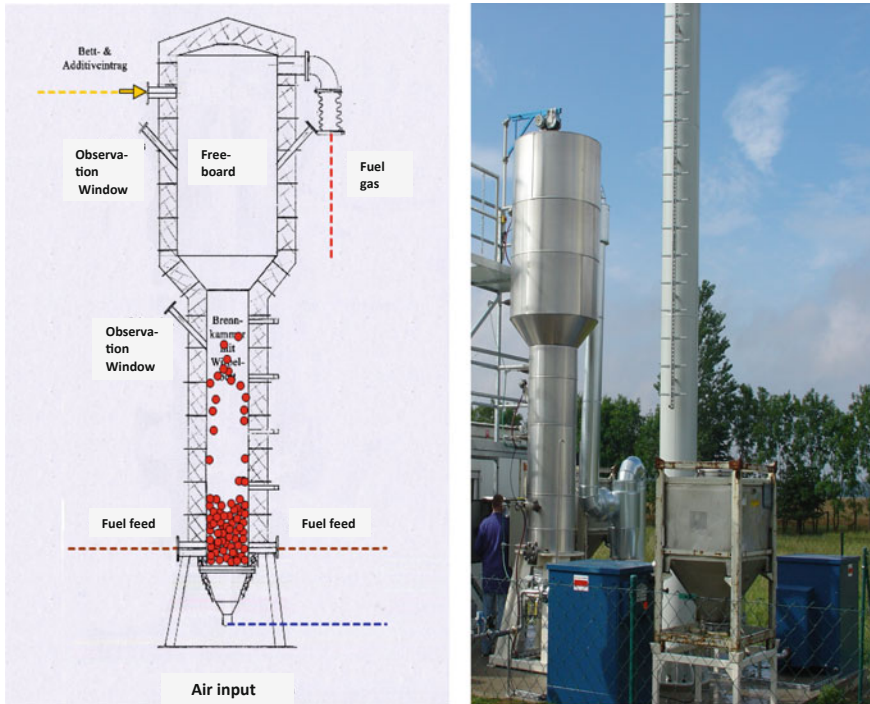 Bett- &
Additiveintrag
Observa-
tion
Window
Free-
board
Fuel
gas
Observa-
tion
Window
Brenn-
kammer
mit
Fuel feed
Fuel feed
Air input